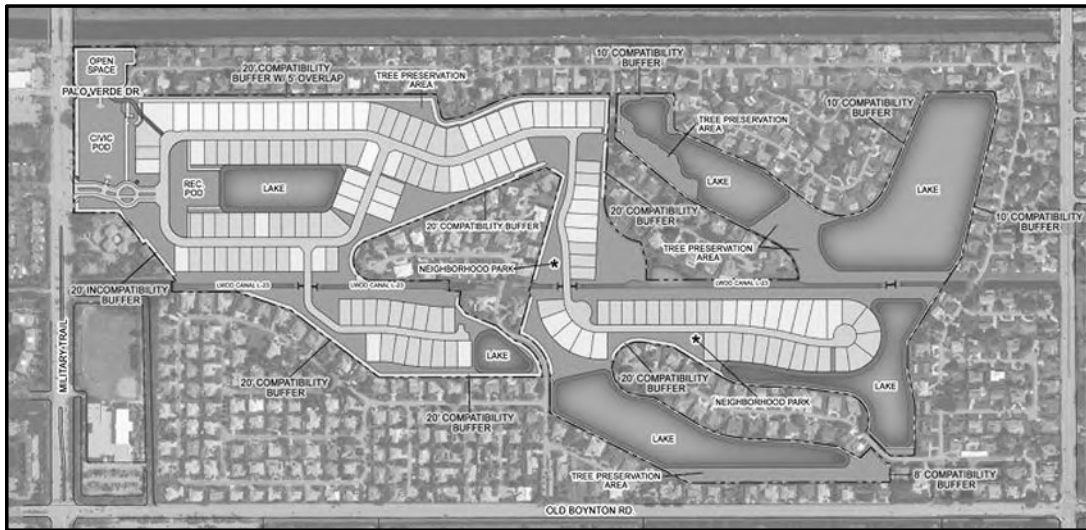 OPEN
SPACE
PALO VERDE DR.
CIVIC
POD
20' COMPATIBILITY
BUFFER W/ 5' OVERLAP
TREE PRESERVATION
AREA
10' COMPATIBILITY
BUFFER
TREE PRESERVATION
AREA
10' COMPATIBILITY
BUFFER
LAKE
LAKE
10' COMPATIBILITY
BUFFER
REC.
POD
LAKE
20' COMPATIBILITY BUFFER
20' COMPATIBILITY
BUFFER
TREE PRESERVATION
AREA
NEIGHBORHOOD PARK
20' INCOMPATIBILITY
BUFFER
LWDD CANAL L-23
LWDD CANAL L-23
LWDD CANAL L-23
MILITARY TRAIL
LAKE
20' COMPATIBILITY
BUFFER
20' COMPATIBILITY
BUFFER
20' COMPATIBILITY
BUFFER
NEIGHBORHOOD PARK
LAKE
LAKE
TREE PRESERVATION
AREA
8' COMPATIBILITY
BUFFER
OLD BOYNTON RD.